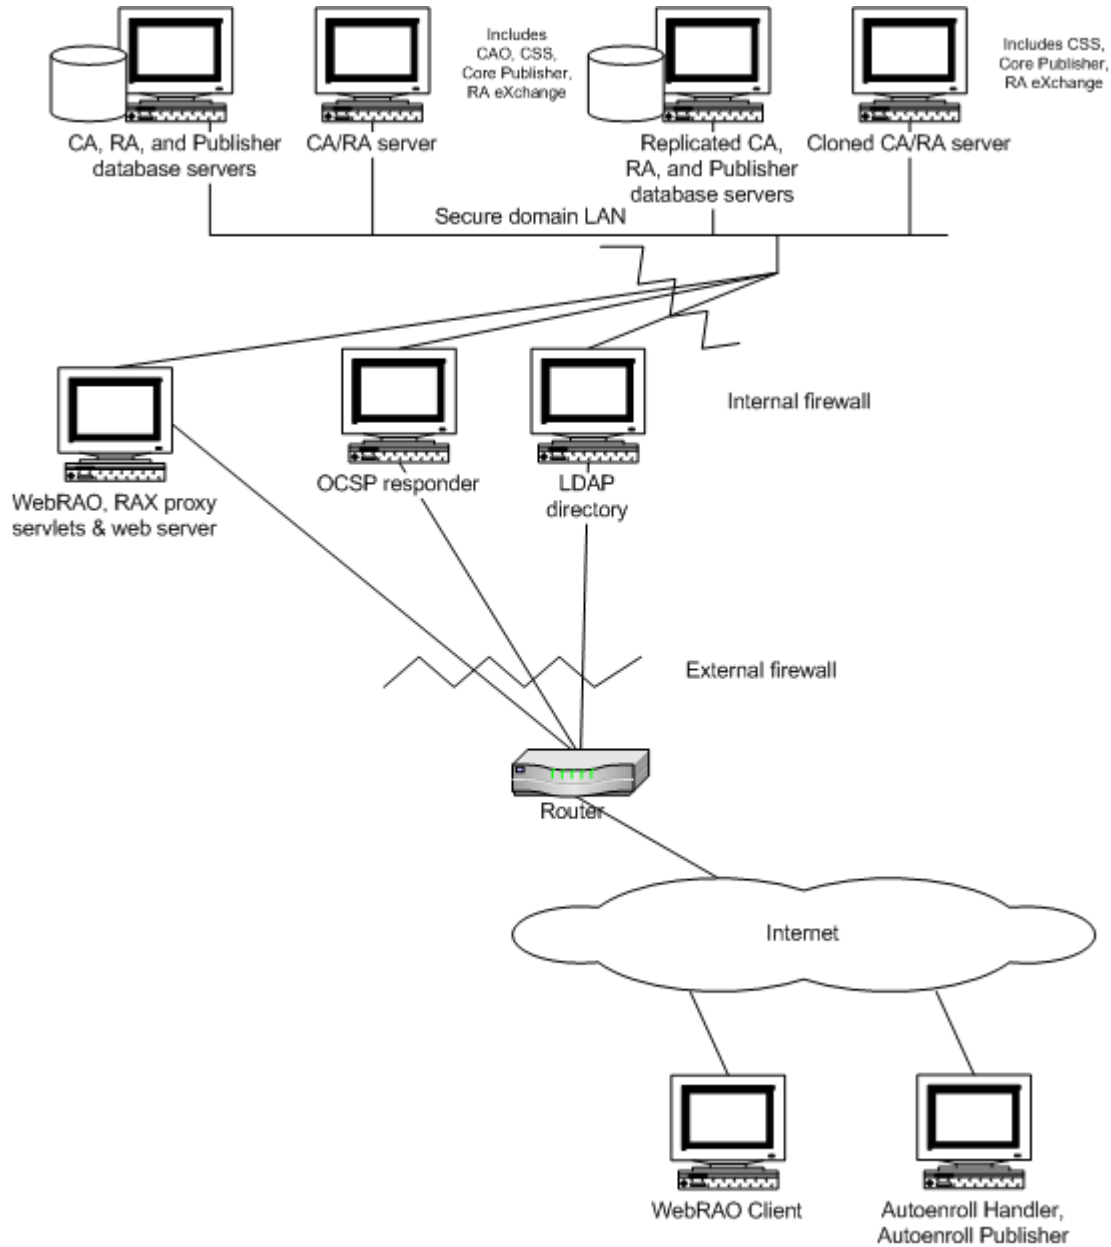 Includes
CAO, CSS,
Core Publisher,
RA eXchange
Includes CSS,
Core Publisher,
RA eXchange
CA, RA, and Publisher
database servers
CA/RA server
Replicated CA,
RA, and Publisher
database servers
Cloned CA/RA server
Secure domain LAN
Internal firewall
WebRAO, RAX proxy
servlets & web server
OCSP responder
LDAP
directory
External firewall
Router
Internet
WebRAO Client
Autoenroll Handler,
Autoenroll Publisher